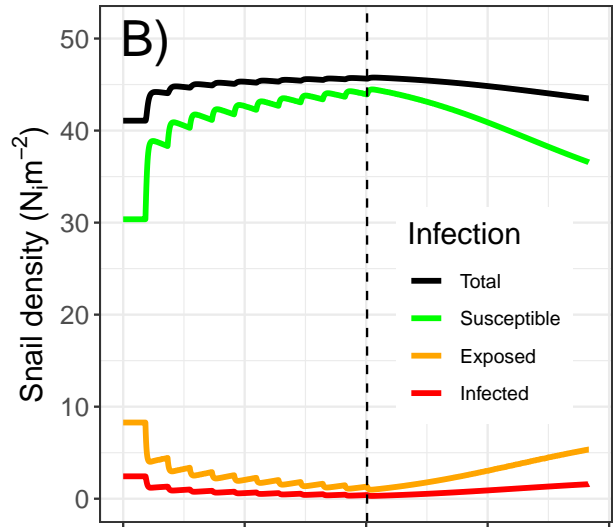 B)
Snail density (Nᵢm⁻²)
50
40
30
20
10
0
Infection
Total
Susceptible
Exposed
Infected